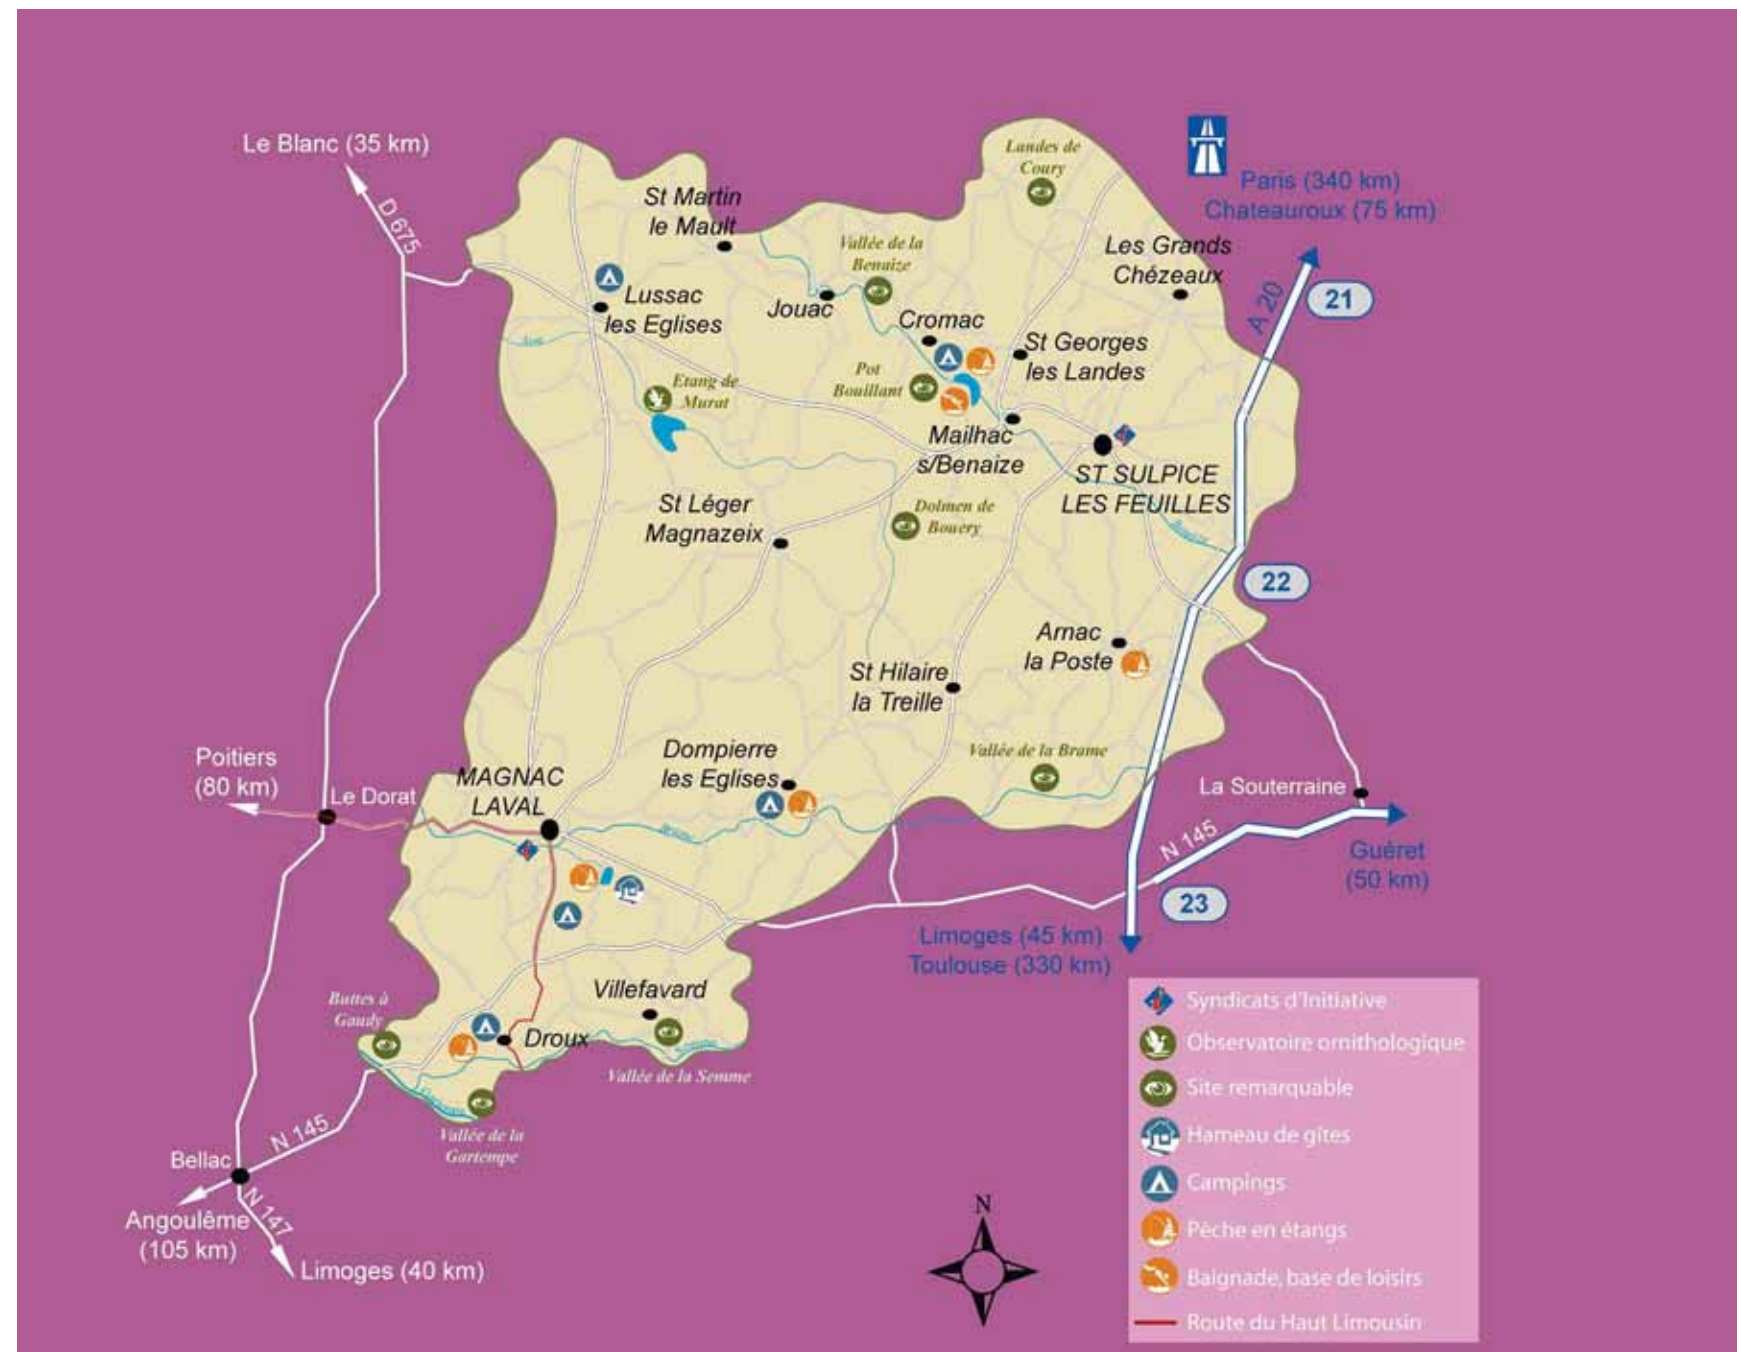 Le Blanc (35 km)
D 675
Landes de
Coury
Paris (340 km)
Chateauroux (75 km)
St Martin
le Mault
Vallée de la
Benaize
Les Grands
Chézeaux
A 20
21
Lussac
les Eglises
Jouac
Cromac
St Georges
les Landes
Etang de
Murat
Pot
Bouillant
Mailhac
s/Benaize
ST SULPICE
LES FEUILLES
St Léger
Magnazeix
Dolmen de
Bouery
22
Arnac
la Poste
St Hilaire
la Treille
Poitiers
(80 km)
Le Dorat
MAGNAC
LAVAL
Dompierre
les Eglises
Vallée de la Brame
La Souterraine
N 145
Guéret
(50 km)
23
Limoges (45 km)
Toulouse (330 km)
Villefavard
Buttes à
Gaudy
Droux
Vallée de la Semme
Vallée de la
Gartempe
N 145
Bellac
N 147
Angoulême
(105 km)
Limoges (40 km)
N
Syndicats d'Initiative
Observatoire ornithologique
Site remarquable
Hameau de gîtes
Campings
Pêche en étangs
Baignade, base de loisirs
Route du Haut Limousin